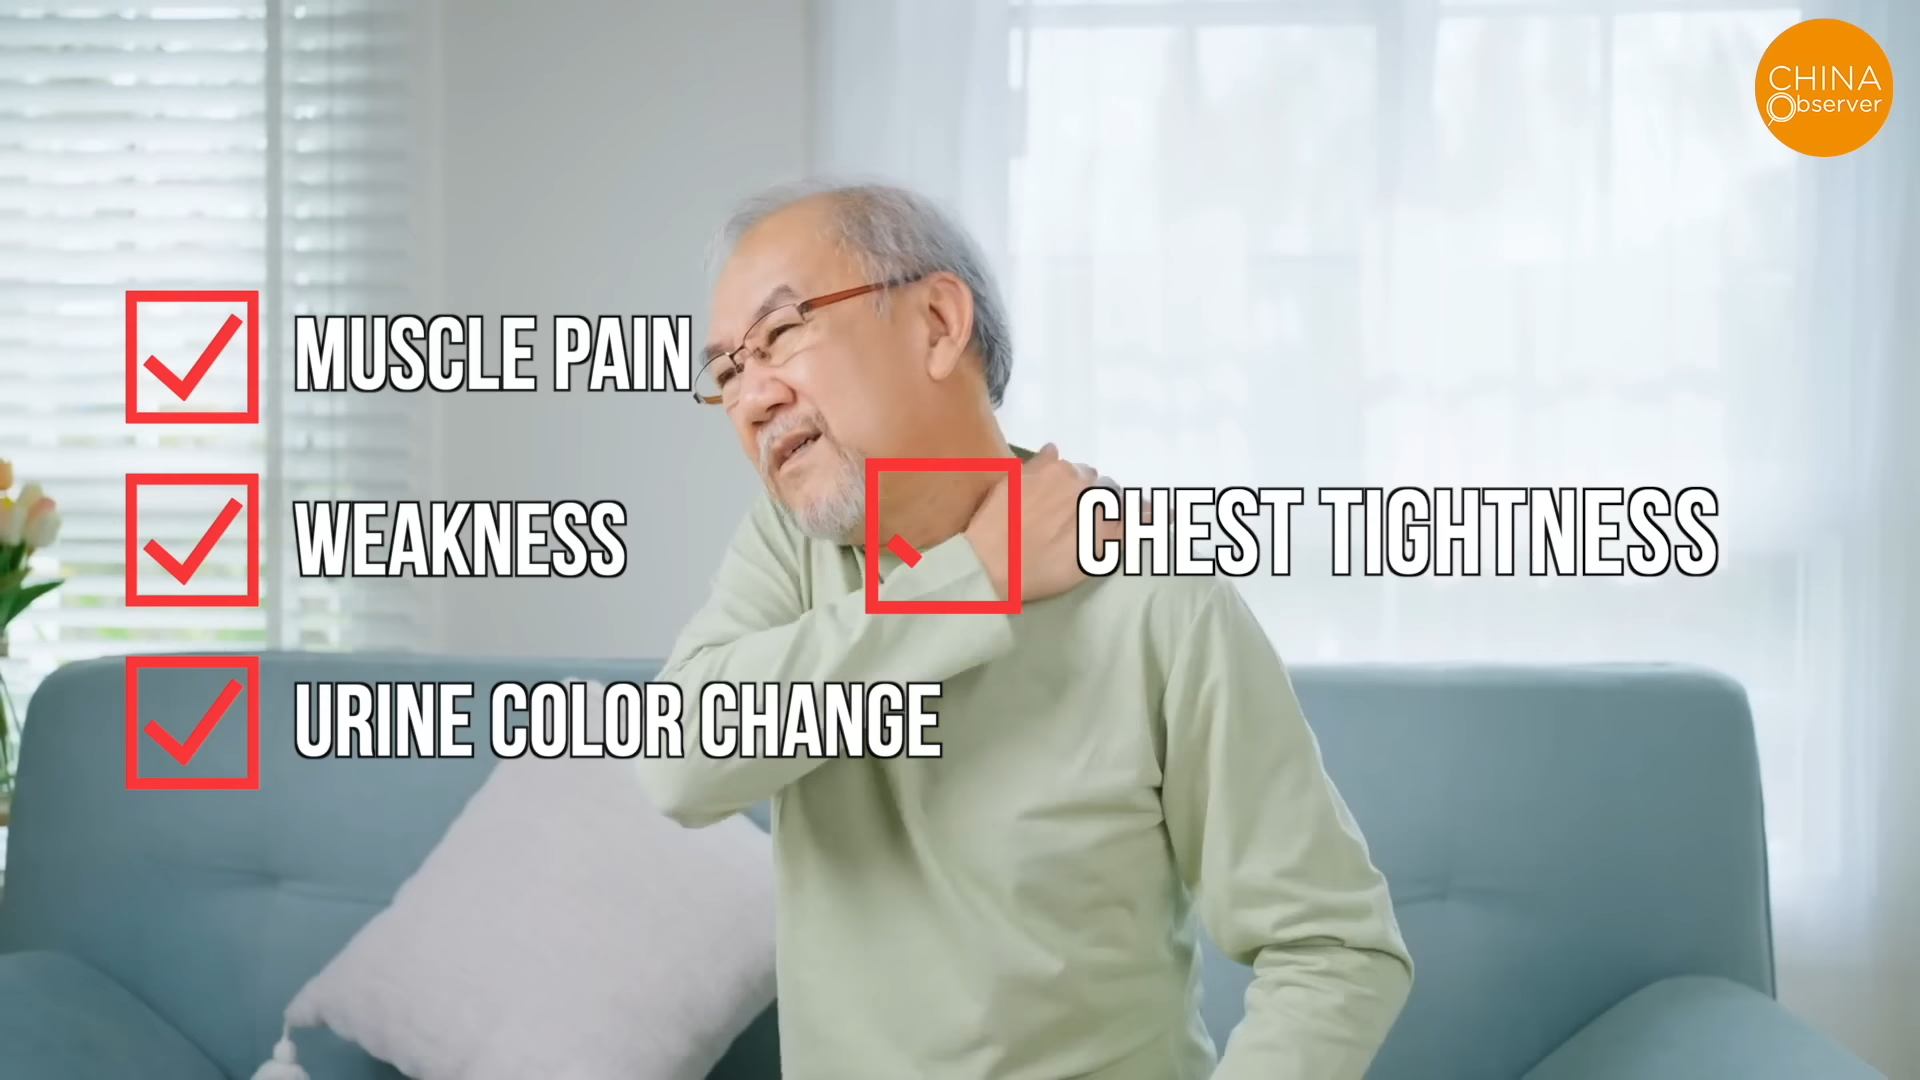 CHINA
Observer
MUSCLE PAIN
WEAKNESS
CHEST TIGHTNESS
URINE COLOR CHANGE